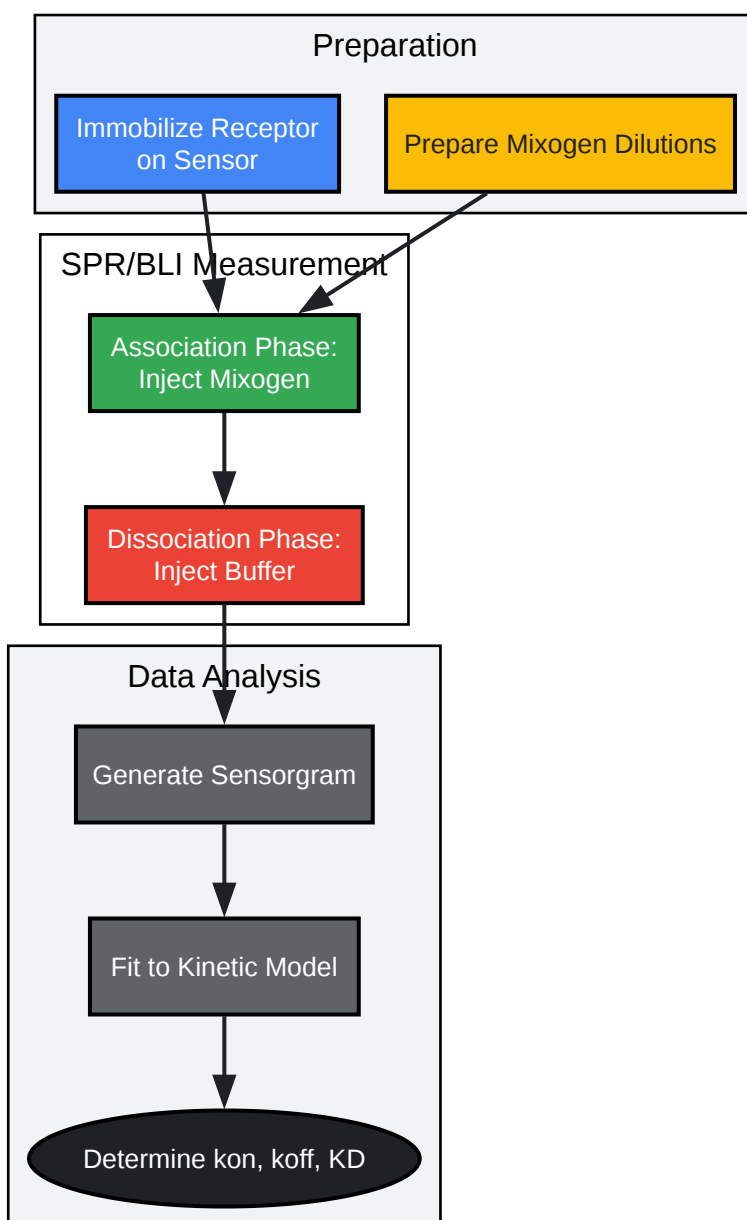 Preparation
Immobilize Receptor
on Sensor
Prepare Mixogen Dilutions
SPR/BLI Measurement
Association Phase:
Inject Mixogen
Dissociation Phase:
Inject Buffer
Data Analysis
Generate Sensorgram
Fit to Kinetic Model
Determine kon, koff, KD